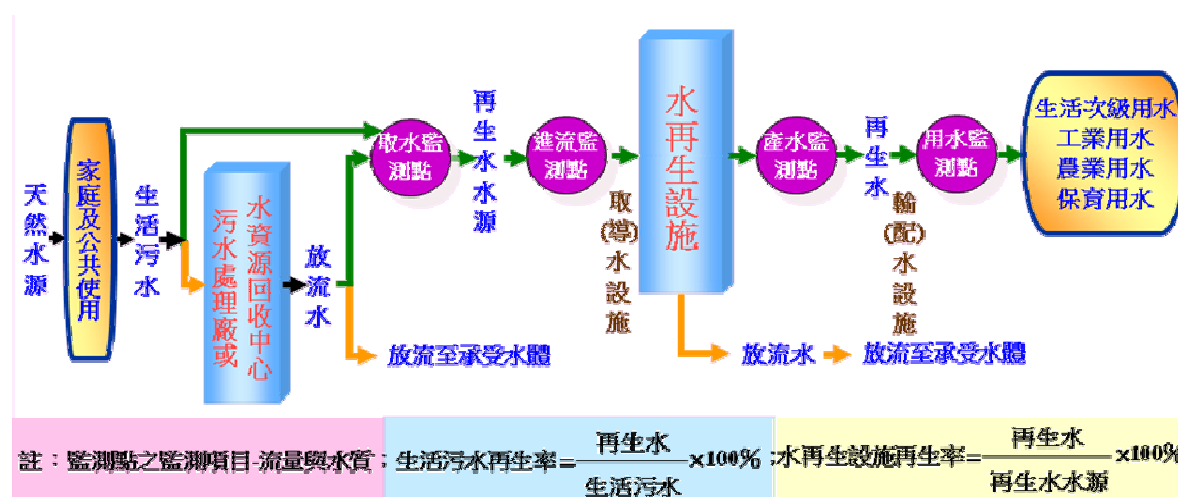 天然水源
家庭及公共使用
生活污水
污水處理廠或
水資源回收中心
放流水
放流至承受水體
取水監
測點
再生水水源
進流監
測點
取(導)水設施
水再生設施
放流水
放流至承受水體
產水監
測點
再生水
輸(配)水設施
用水監
測點
生活次級用水
工業用水
農業用水
保育用水
註：監測點之監測項目-流量與水質；生活污水再生率=再生水/生活污水×100%;水再生設施再生率=再生水/再生水水源×100%